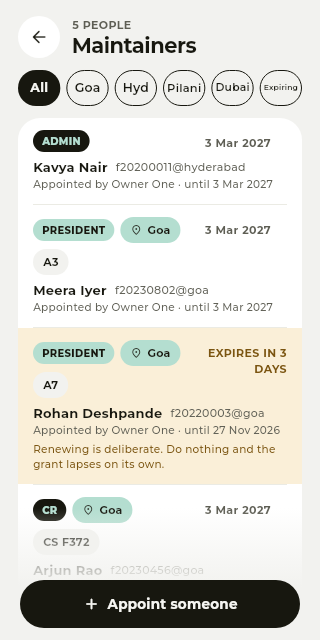 5 PEOPLE
Maintainers
All Goa Hyd Pilani Dubai Expiring
ADMIN 3 Mar 2027
Kavya Nair f20200011@hyderabad
Appointed by Owner One · until 3 Mar 2027
PRESIDENT Goa 3 Mar 2027
A3
Meera Iyer f20230802@goa
Appointed by Owner One · until 3 Mar 2027
PRESIDENT Goa EXPIRES IN 3
DAYS
A7
Rohan Deshpande f20220003@goa
Appointed by Owner One · until 27 Nov 2026
Renewing is deliberate. Do nothing and the
grant lapses on its own.
CR Goa 3 Mar 2027
CS F372
Arjun Rao f20230456@goa
+ Appoint someone